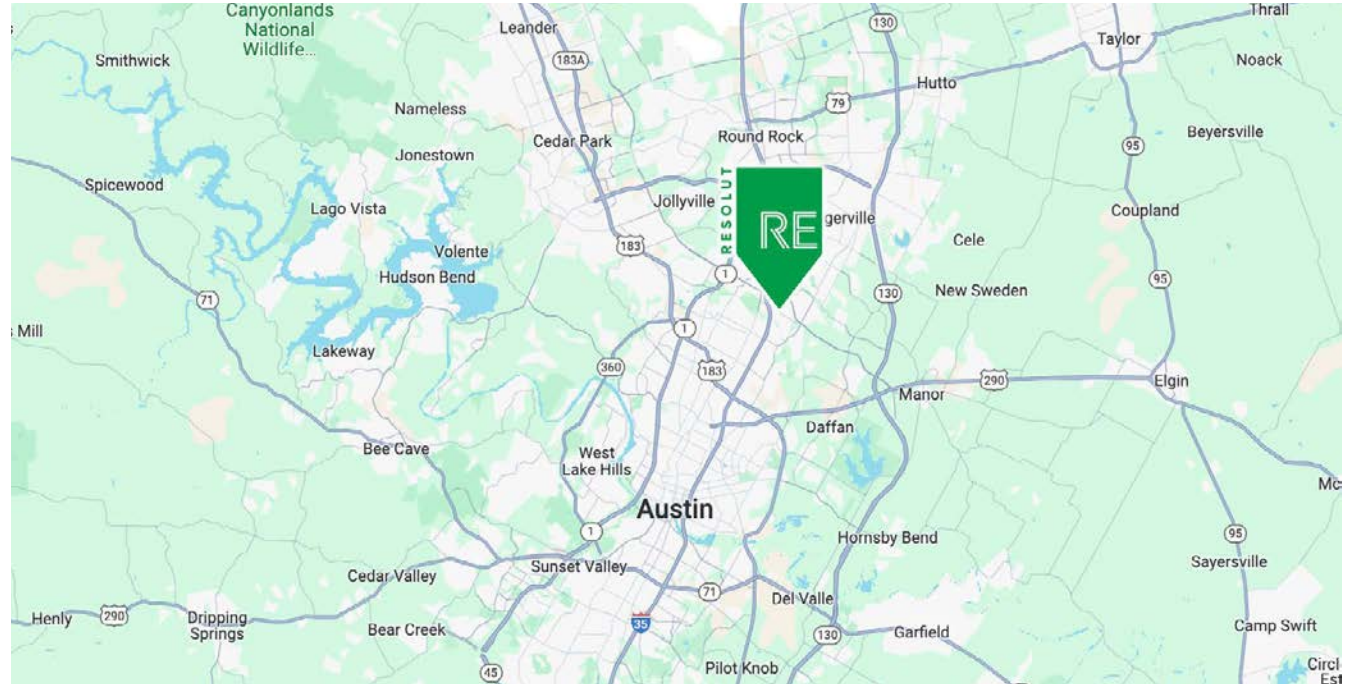 Canyonlands
National
Wildlife...
Leander
130
Thrall
Taylor
Smithwick
183A
Noack
Hutto
79
Nameless
Round Rock
Beyersville
Cedar Park
95
Jonestown
Spicewood
RESOLUT
Jollyville
Lago Vista
RE
gerville
Coupland
183
Cele
Volente
1
Hudson Bend
95
130
New Sweden
71
s Mill
1
Lakeway
360
183
290
Elgin
Manor
Daffan
Bee Cave
West
Lake Hills
Mc
Austin
1
95
Hornsby Bend
Sunset Valley
Sayersville
Cedar Valley
71
Del Valle
Henly
290
Dripping
Springs
Bear Creek
35
130
Garfield
Camp Swift
45
Pilot Knob
Circl
Est